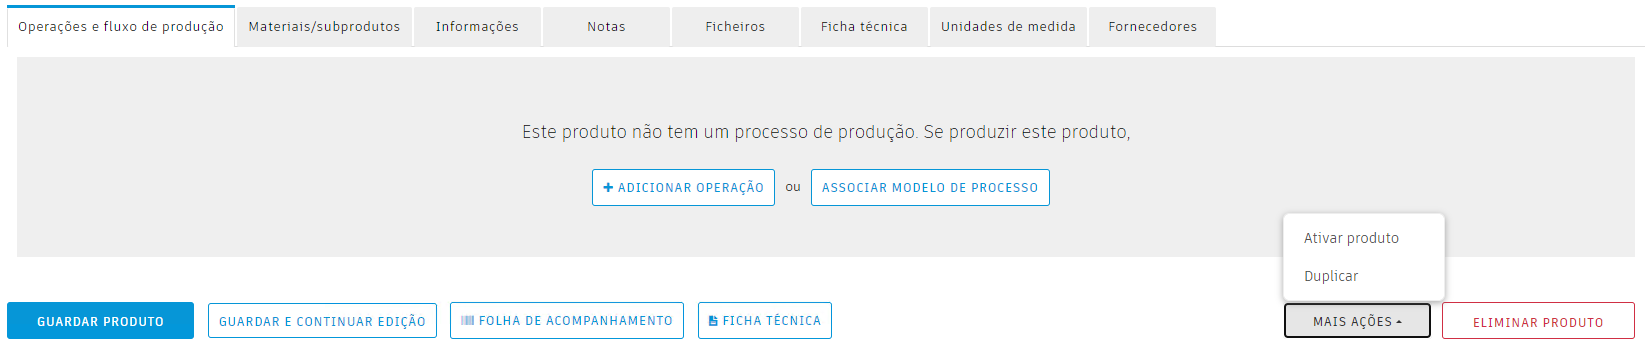 Operações e fluxo de produção
Materiais/subprodutos
Informações
Notas
Ficheiros
Ficha técnica
Unidades de medida
Fornecedores
Este produto não tem um processo de produção. Se produzir este produto,
ADICIONAR OPERAÇÃO ou ASSOCIAR MODELO DE PROCESSO
Ativar produto
Duplicar
GUARDAR PRODUTO
GUARDAR E CONTINUAR EDIÇÃO
FOLHA DE ACOMPANHAMENTO
FICHA TÉCNICA
MAIS AÇÕES
ELIMINAR PRODUTO